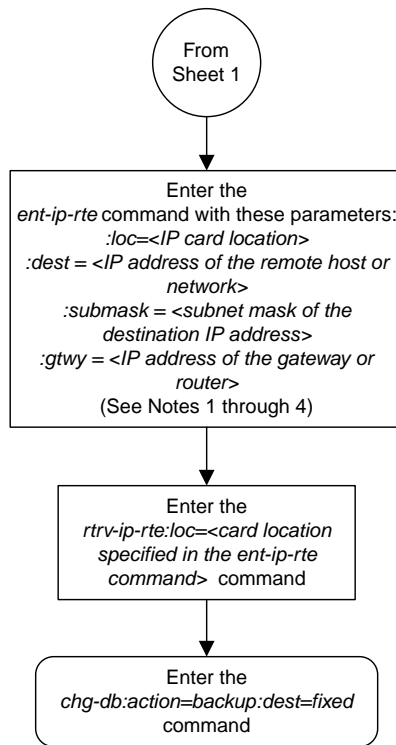 From
Sheet 1
Enter the
ent-ip-rte command with these parameters:
:loc=<IP card location>
:dest = <IP address of the remote host or
network>
:submask = <subnet mask of the
destination IP address>
:gtwy = <IP address of the gateway or
router>
(See Notes 1 through 4)
Enter the
rtrv-ip-rte:loc=<card location
specified in the ent-ip-rte
command> command
Enter the
chg-db:action=backup:dest=fixed
command